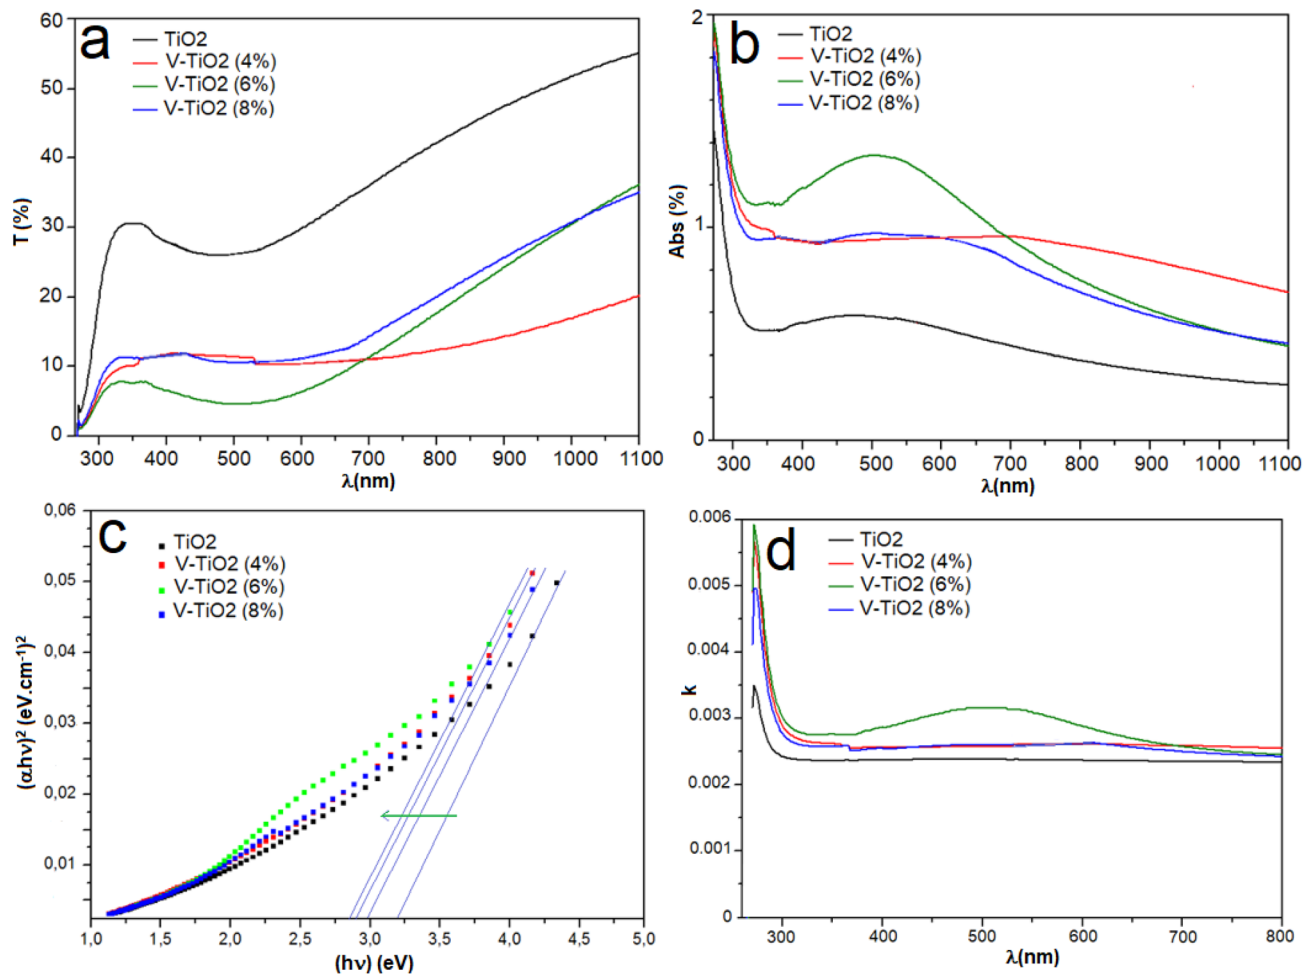 a
60
50
40
30
20
10
0
T (%)
TiO2
V-TiO2 (4%)
V-TiO2 (6%)
V-TiO2 (8%)
300 400 500 600 700 800 900 1000 1100
λ(nm)
b
2
1
0
Abs (%)
TiO2
V-TiO2 (4%)
V-TiO2 (6%)
V-TiO2 (8%)
300 400 500 600 700 800 900 1000 1100
λ(nm)
c
0,06
0,05
0,04
0,03
0,02
0,01
(αhν)² (eV.cm⁻¹)²
TiO2
V-TiO2 (4%)
V-TiO2 (6%)
V-TiO2 (8%)
1,0 1,5 2,0 2,5 3,0 3,5 4,0 4,5 5,0
(hν) (eV)
d
0.006
0.005
0.004
0.003
0.002
0.001
0
k
TiO2
V-TiO2 (4%)
V-TiO2 (6%)
V-TiO2 (8%)
300 400 500 600 700 800
λ(nm)